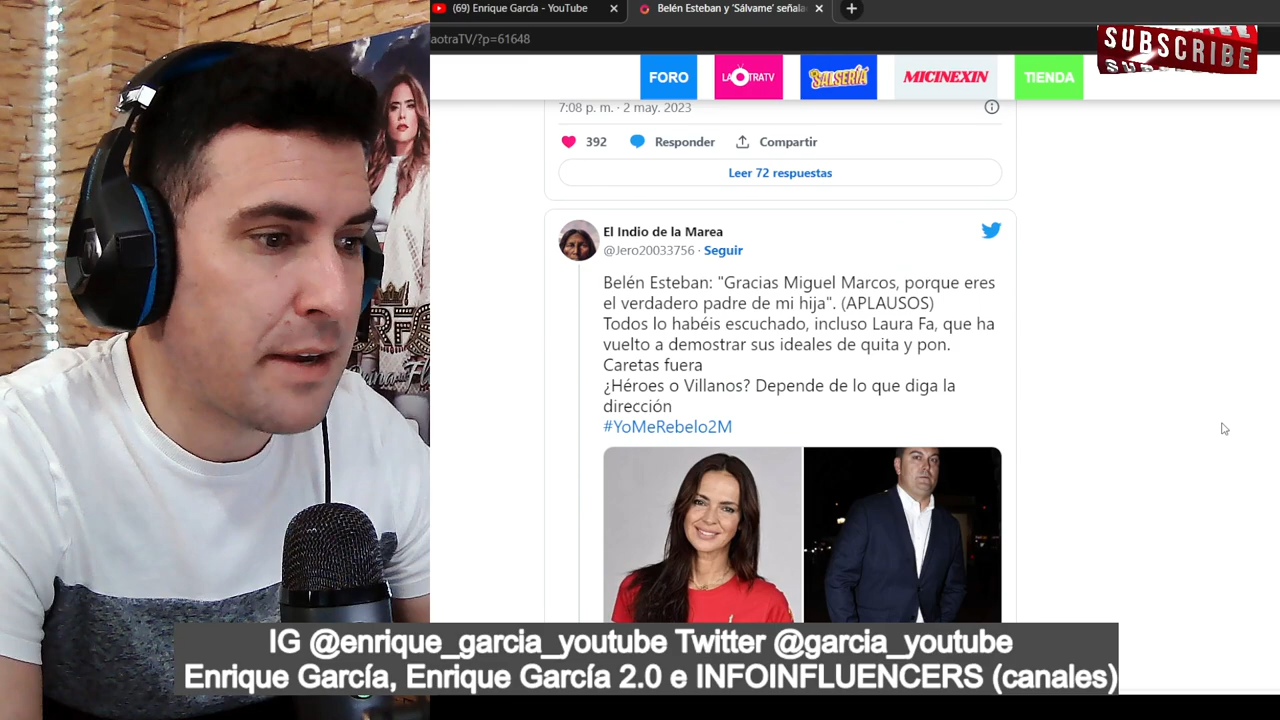 (69) Enrique García - YouTube
Belén Esteban y 'Sálvame' señala
aotraTV/?p=61648
SUBSCRIBE
FORO
LAOTRATV
SALSERÍA
MICINEXIN
TIENDA
7:08 p. m. · 2 may. 2023
392 Responder Compartir
Leer 72 respuestas
El Indio de la Marea
@Jero20033756 · Seguir
Belén Esteban: "Gracias Miguel Marcos, porque eres
el verdadero padre de mi hija". (APLAUSOS)
Todos lo habéis escuchado, incluso Laura Fa, que ha
vuelto a demostrar sus ideales de quita y pon.
Caretas fuera
¿Héroes o Villanos? Depende de lo que diga la
dirección
#YoMeRebelo2M
IG @enrique_garcia_youtube Twitter @garcia_youtube
Enrique García, Enrique García 2.0 e INFOINFLUENCERS (canales)